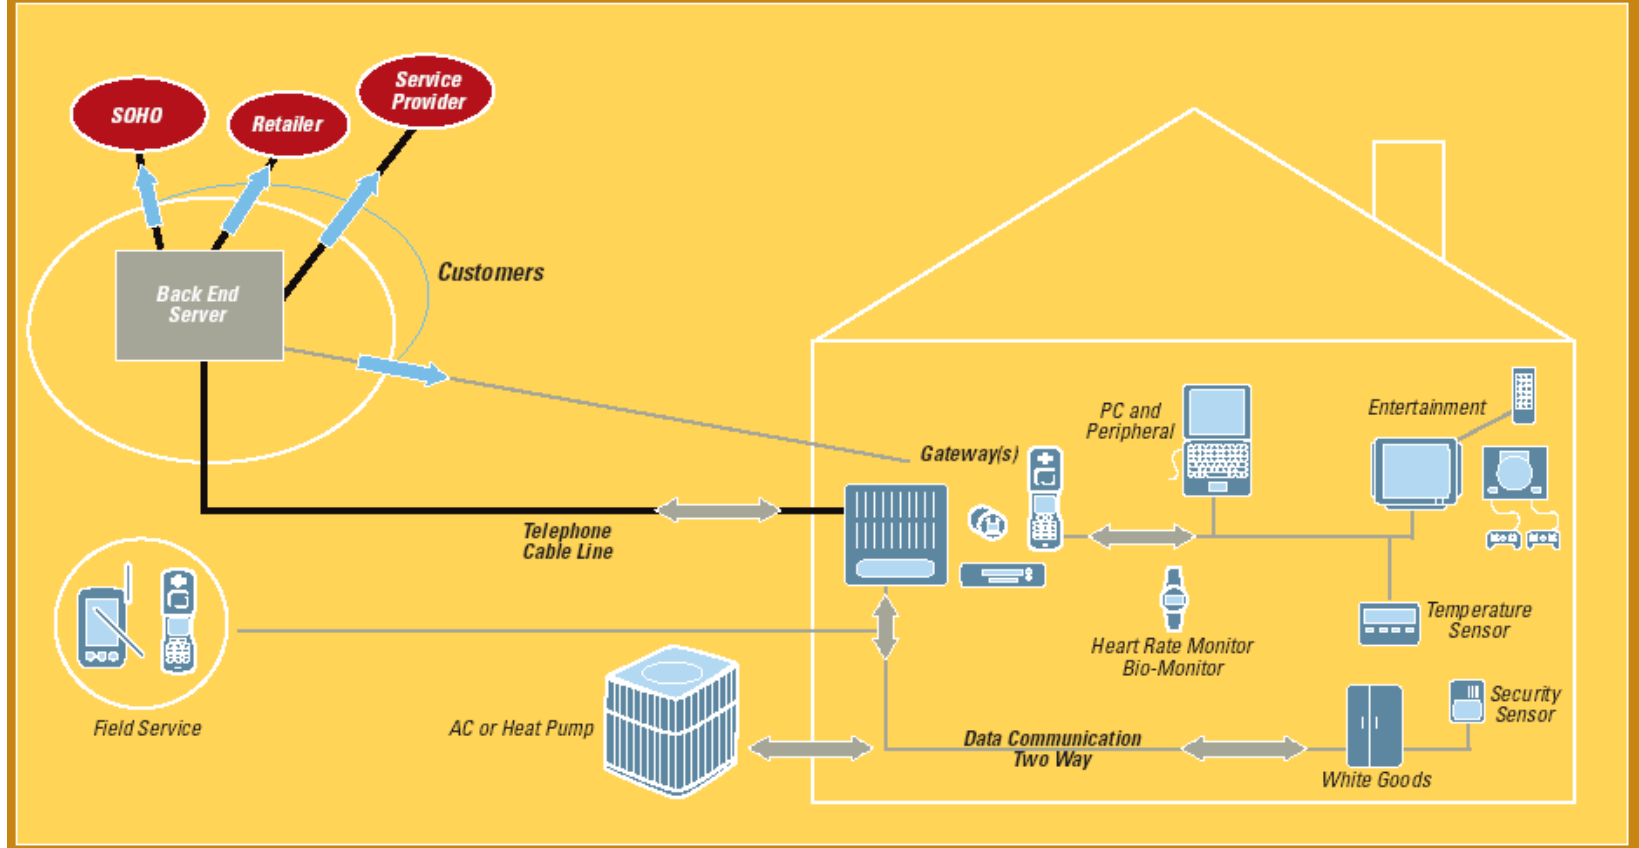 Service
Provider
SOHO
Retailer
Customers
Back End
Server
PC and
Peripheral
Entertainment
Gateway(s)
Telephone
Cable Line
Temperature
Sensor
Heart Rate Monitor
Bio-Monitor
Security
Sensor
Field Service
AC or Heat Pump
Data Communication
Two Way
White Goods